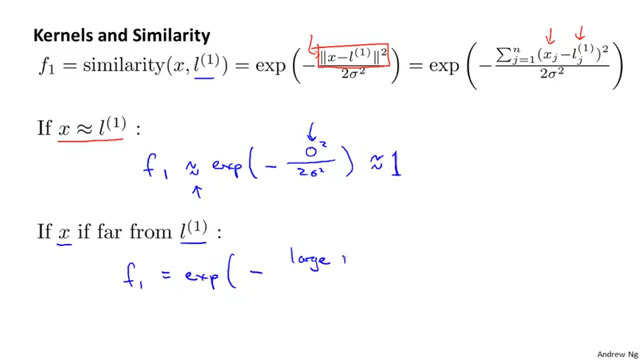 Kernels and Similarity
f₁ = similarity(x, l⁽¹⁾) = exp(−‖x−l⁽¹⁾‖²/2σ²) = exp(−∑ⁿⱼ₌₁(xⱼ−lⱼ⁽¹⁾)²/2σ²)
If x ≈ l⁽¹⁾ :
f₁ ≈ exp(−0²/2σ²) ≈ 1
If x if far from l⁽¹⁾ :
f₁ = exp(− large
Andrew Ng